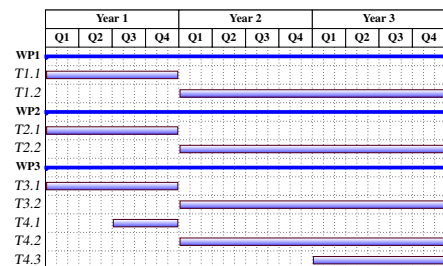 Year 1 Year 2 Year 3
Q1 Q2 Q3 Q4 Q1 Q2 Q3 Q4 Q1 Q2 Q3 Q4
WP1
T1.1
T1.2
WP2
T2.1
T2.2
WP3
T3.1
T3.2
T4.1
T4.2
T4.3